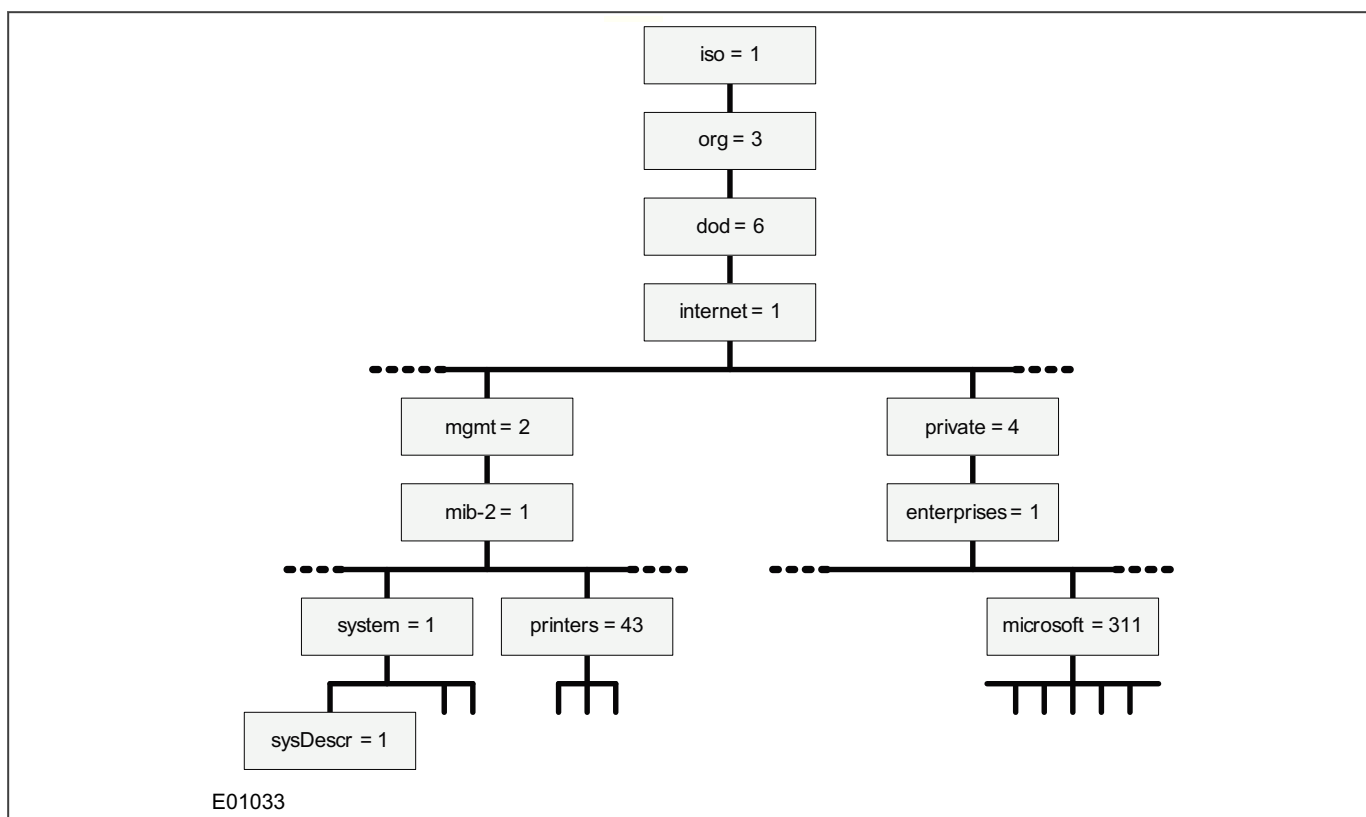 iso = 1
org = 3
dod = 6
internet = 1
mgmt = 2
private = 4
mib-2 = 1
enterprises = 1
system = 1
printers = 43
microsoft = 311
sysDescr = 1
E01033